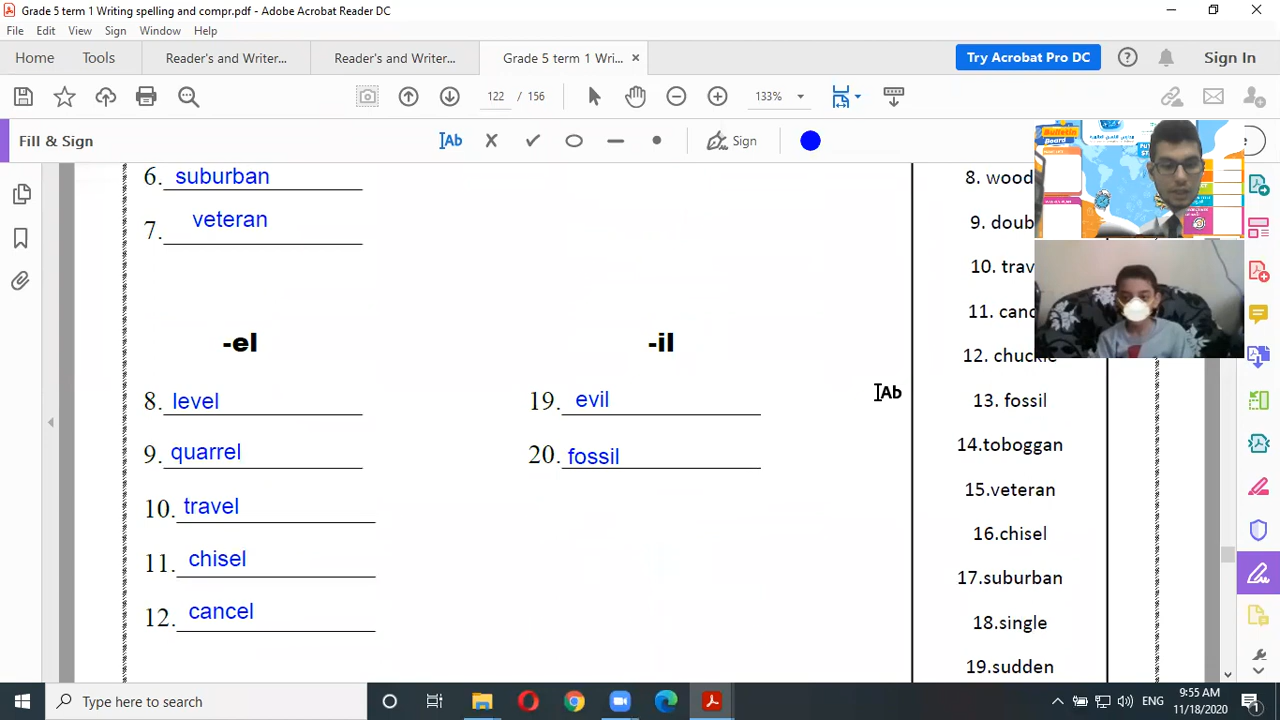 Grade 5 term 1 Writing spelling and compr.pdf - Adobe Acrobat Reader DC
File Edit View Sign Window Help
Home Tools Reader's and Writer... Reader's and Writer... Grade 5 term 1 Wri... × Try Acrobat Pro DC Sign In
122 / 156 133%
Fill & Sign Ab Sign
6. suburban
7. veteran
-el
8. level
9. quarrel
10. travel
11. chisel
12. cancel
-il
19. evil
20. fossil
Ab
8. wood
9. doub
10. trav
11. canc
12. chuckle
13. fossil
14.toboggan
15.veteran
16.chisel
17.suburban
18.single
19.sudden
Bulletin
Board
Type here to search
ENG
9:55 AM
11/18/2020